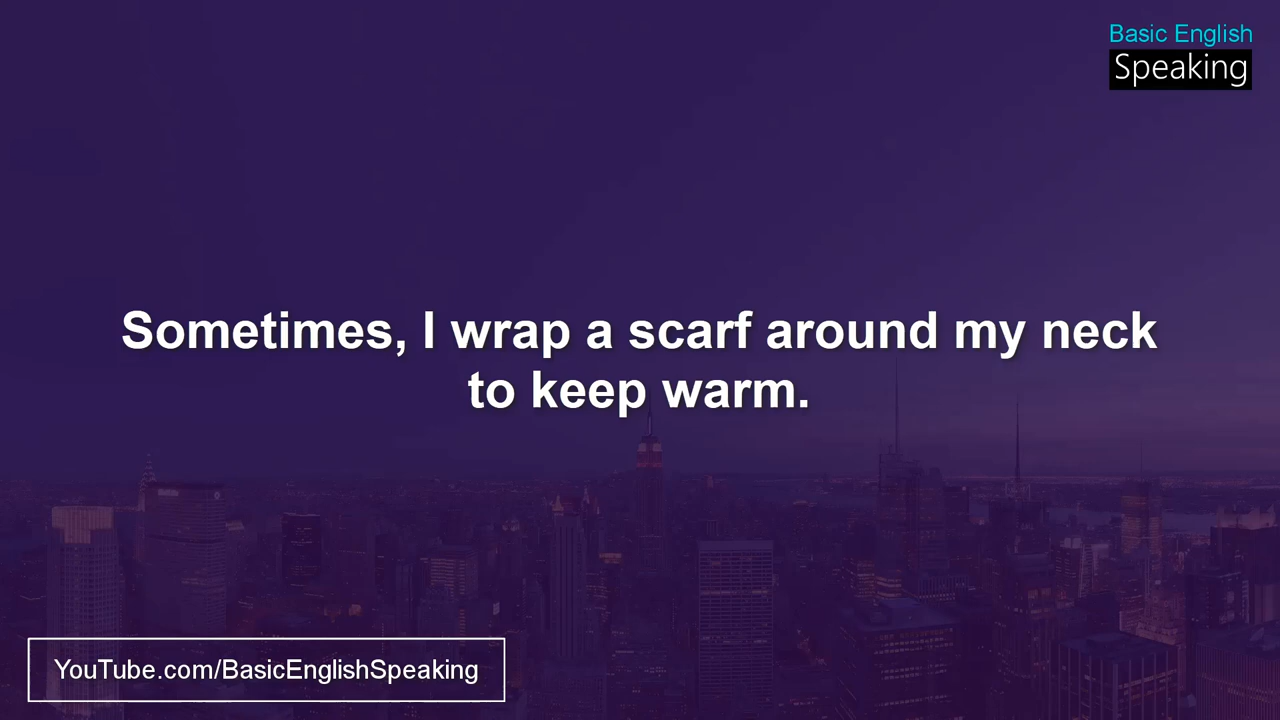 Basic English
Speaking
Sometimes, I wrap a scarf around my neck
to keep warm.
YouTube.com/BasicEnglishSpeaking